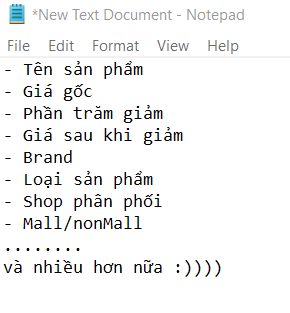 *New Text Document - Notepad
File Edit Format View Help
- Tên sản phẩm
- Giá gốc
- Phần trăm giảm
- Giá sau khi giảm
- Brand
- Loại sản phẩm
- Shop phân phối
- Mall/nonMall
........
và nhiều hơn nữa :))))